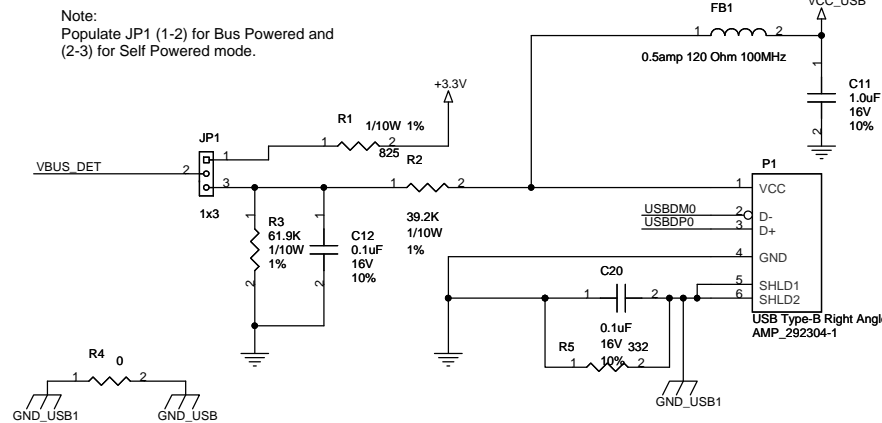 Note:
Populate JP1 (1-2) for Bus Powered and
(2-3) for Self Powered mode.
FB1
VCC_USB
1
2
0.5amp 120 Ohm 100MHz
1
C11
1.0uF
16V
10%
2
+3.3V
R1
1/10W 1%
JP1
1
1
2
825
R2
VBUS_DET
2
3
1
2
1x3
39.2K
1/10W
1%
1
R3
61.9K
1/10W
1%
2
1
C12
0.1uF
16V
10%
2
P1
1
VCC
USBDM0
2
D-
USBDP0
3
D+
4
GND
5
SHLD1
6
SHLD2
USB Type-B Right Angle
AMP_292304-1
C20
1
2
0.1uF
16V
10%
R5
332
1
2
GND_USB1
R4
0
1
2
GND_USB1
GND_USB